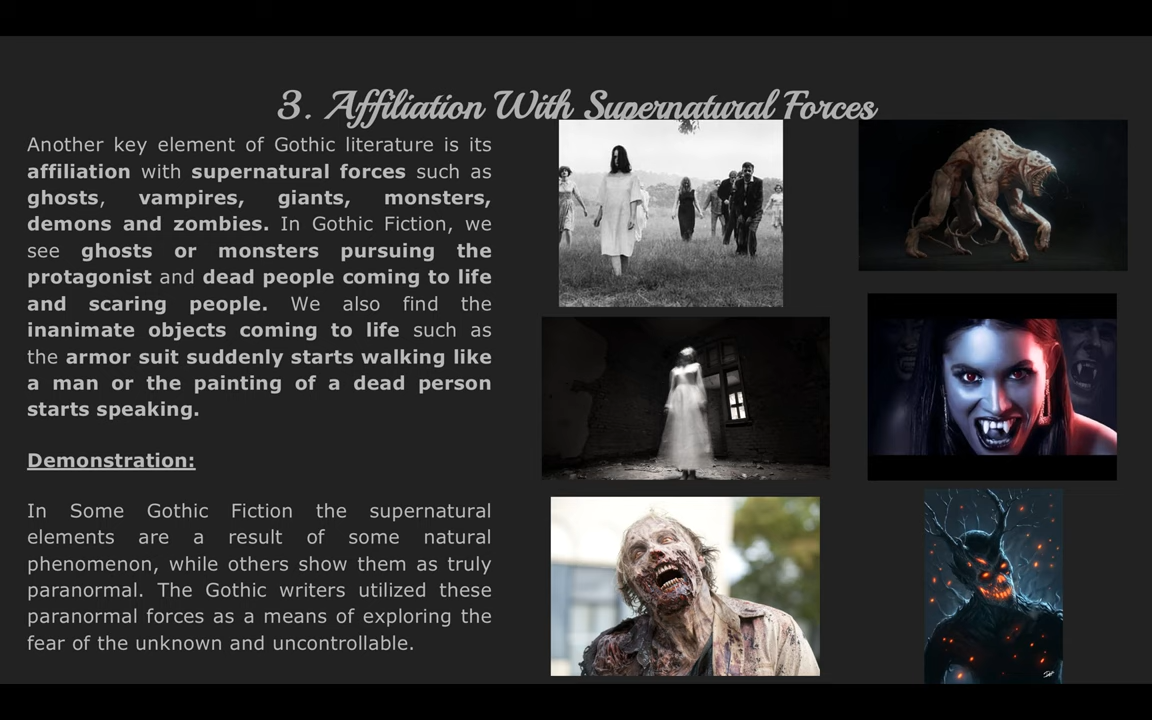 3. Affiliation With Supernatural Forces
Another key element of Gothic literature is its
affiliation with supernatural forces such as
ghosts, vampires, giants, monsters,
demons and zombies. In Gothic Fiction, we
see ghosts or monsters pursuing the
protagonist and dead people coming to life
and scaring people. We also find the
inanimate objects coming to life such as
the armor suit suddenly starts walking like
a man or the painting of a dead person
starts speaking.
Demonstration:
In Some Gothic Fiction the supernatural
elements are a result of some natural
phenomenon, while others show them as truly
paranormal. The Gothic writers utilized these
paranormal forces as a means of exploring the
fear of the unknown and uncontrollable.